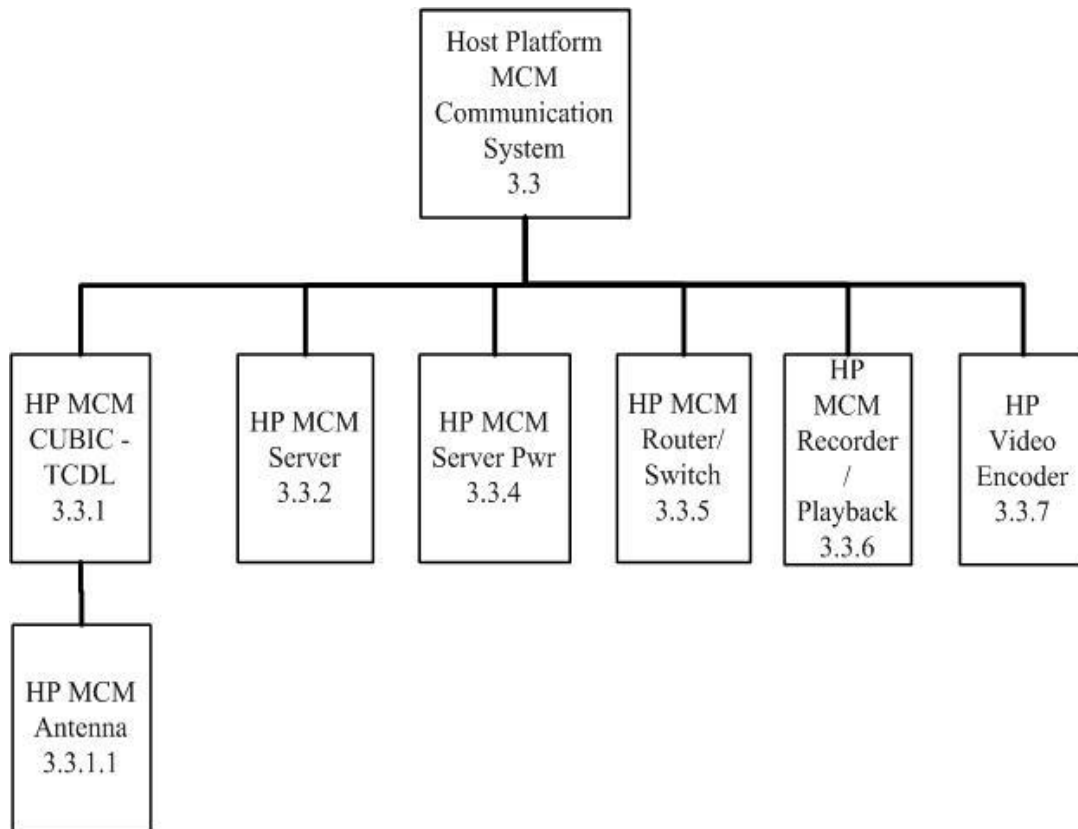 Host Platform
MCM
Communication
System
3.3
HP MCM
CUBIC -
TCDL
3.3.1
HP MCM
Server
3.3.2
HP MCM
Server Pwr
3.3.4
HP MCM
Router/
Switch
3.3.5
HP
MCM
Recorder
/
Playback
3.3.6
HP
Video
Encoder
3.3.7
HP MCM
Antenna
3.3.1.1